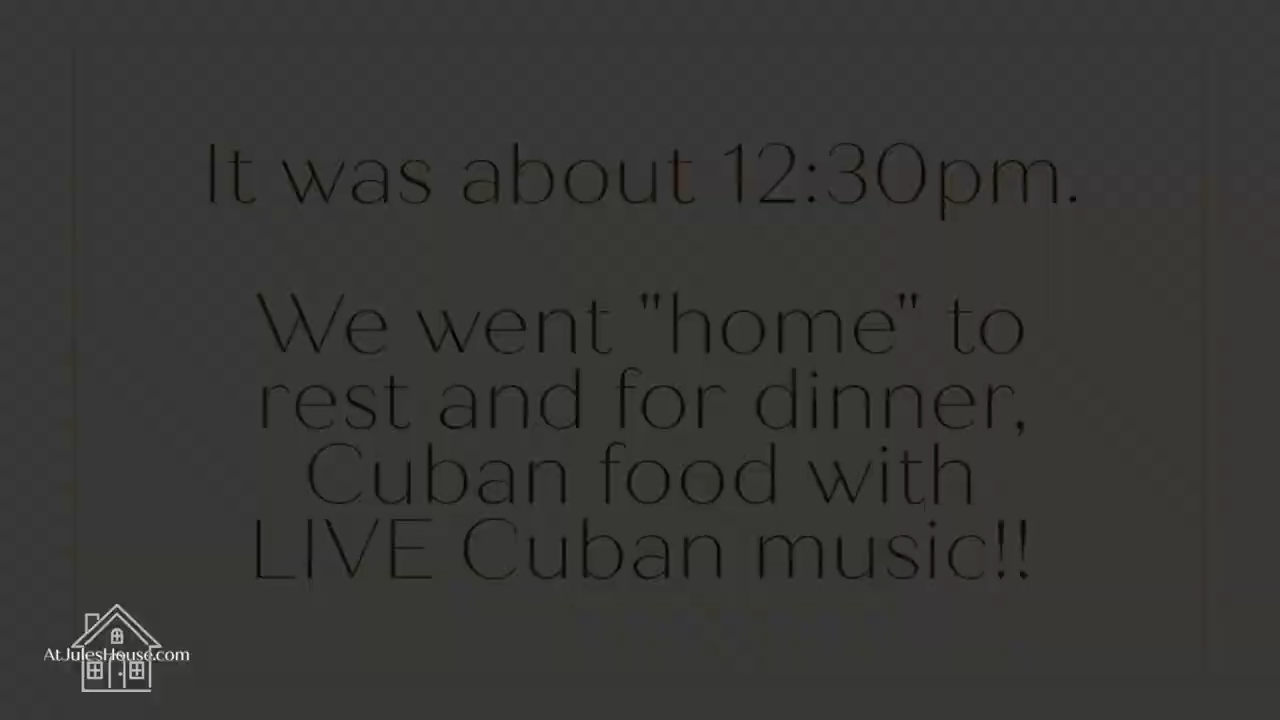 It was about 12:30pm.
We went "home" to
rest and for dinner,
Cuban food with
LIVE Cuban music!!
AtJulesHouse.com